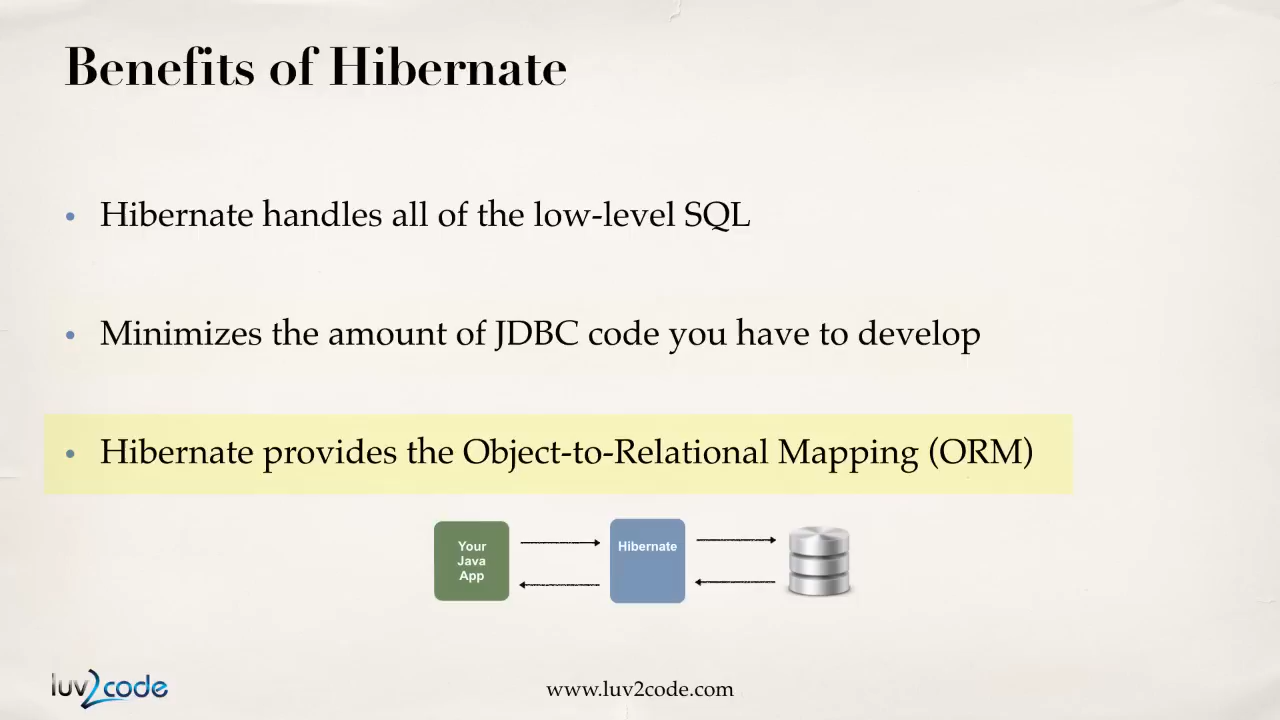 Benefits of Hibernate
• Hibernate handles all of the low-level SQL
• Minimizes the amount of JDBC code you have to develop
• Hibernate provides the Object-to-Relational Mapping (ORM)
Your
Java
App
Hibernate
luv2code
www.luv2code.com